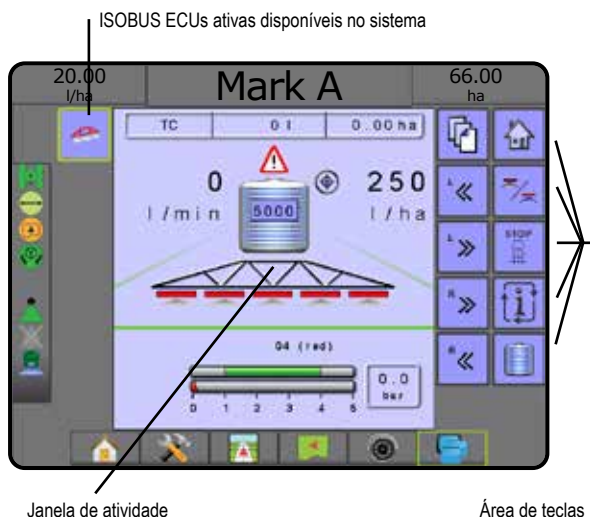 ISOBUS ECUs ativas disponíveis no sistema
20.00
l/ha
Mark A
66.00
ha
TC 0 l 0.00 ha
0
l/min
5000
250
l/ha
L
L
R
R
STOP
i
04 (red)
0 1 2 3 4 5
0.0
bar
Janela de atividade
Área de teclas